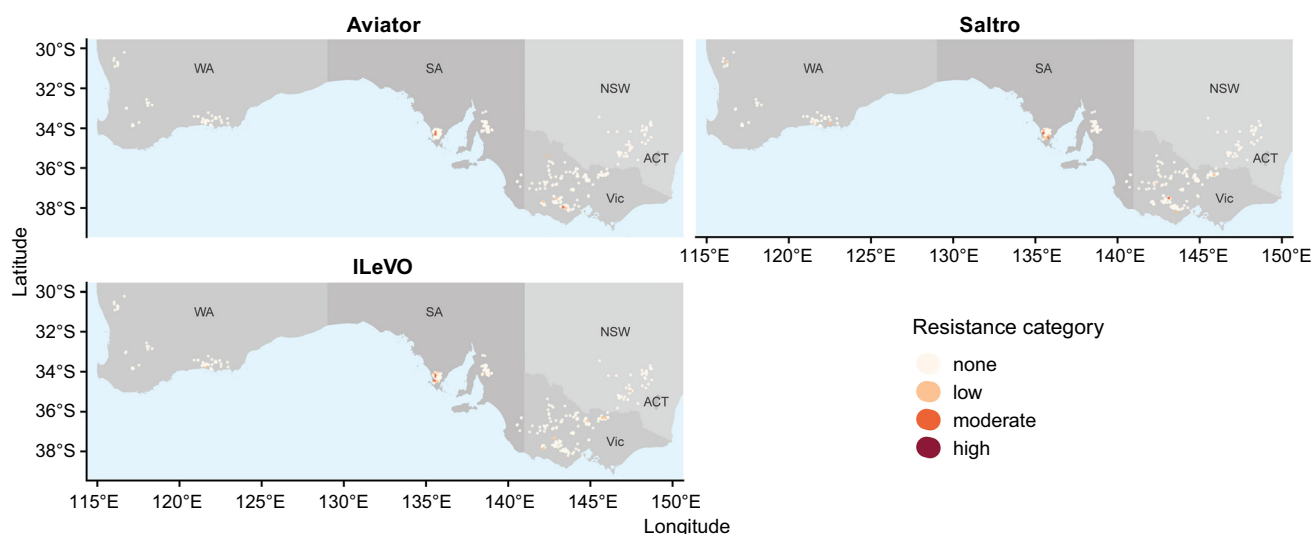 Aviator
Saltro
30°S
32°S
34°S
36°S
38°S
WA
SA
NSW
ACT
Vic
WA
SA
NSW
ACT
Vic
115°E 120°E 125°E 130°E 135°E 140°E 145°E 150°E
Latitude
ILeVO
30°S
32°S
34°S
36°S
38°S
WA
SA
NSW
ACT
Vic
115°E 120°E 125°E 130°E 135°E 140°E 145°E 150°E
Longitude
Resistance category
none
low
moderate
high